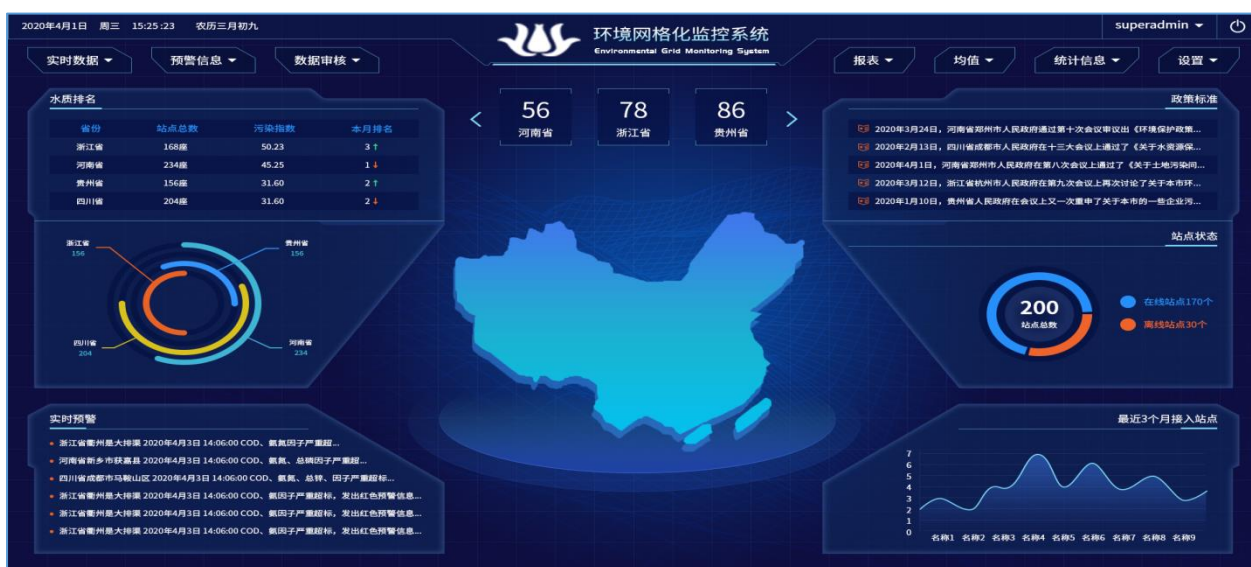 2020年4月1日 周三 15:25:23 农历三月初九
环境网格化监控系统
Environmental Grid Monitoring System
superadmin
实时数据 预警信息 数据审核
报表 均值 统计信息 设置
水质排名
省份 站点总数 污染指数 本月排名
浙江省 168座 50.23 3↑
河南省 234座 45.25 1↓
贵州省 156座 31.60 2↑
四川省 204座 31.60 2↓
浙江省
156
贵州省
156
四川省
204
河南省
234
实时预警
浙江省衢州是大排渠 2020年4月3日 14:06:00 COD、氨氮因子严重超...
河南省新乡市获嘉县 2020年4月3日 14:06:00 COD、氨氮、总磷因子严重超...
四川省成都市马鞍山区 2020年4月3日 14:06:00 COD、氨氮、总锌、因子严重超标...
浙江省衢州是大排渠 2020年4月3日 14:06:00 COD、氨因子严重超标，发出红色预警信息...
浙江省衢州是大排渠 2020年4月3日 14:06:00 COD、氨因子严重超标，发出红色预警信息...
浙江省衢州是大排渠 2020年4月3日 14:06:00 COD、氨因子严重超标，发出红色预警信息...
56
河南省
78
浙江省
86
贵州省
政策标准
2020年3月24日，河南省郑州市人民政府通过第十次会议审议出《环境保护政策...
2020年2月13日，四川省成都市人民政府在十三大会议上通过了《关于水资源保...
2020年4月1日，河南省郑州市人民政府在第八次会议上通过了《关于土地污染问...
2020年3月12日，浙江省杭州市人民政府在第九次会议上再次讨论了关于本市环...
2020年1月10日，贵州省人民政府在会议上又一次重申了关于本市的一些企业污...
站点状态
200
站点总数
在线站点170个
离线站点30个
最近3个月接入站点
7
6
5
4
3
2
1
0
名称1 名称2 名称3 名称4 名称5 名称6 名称7 名称8 名称9